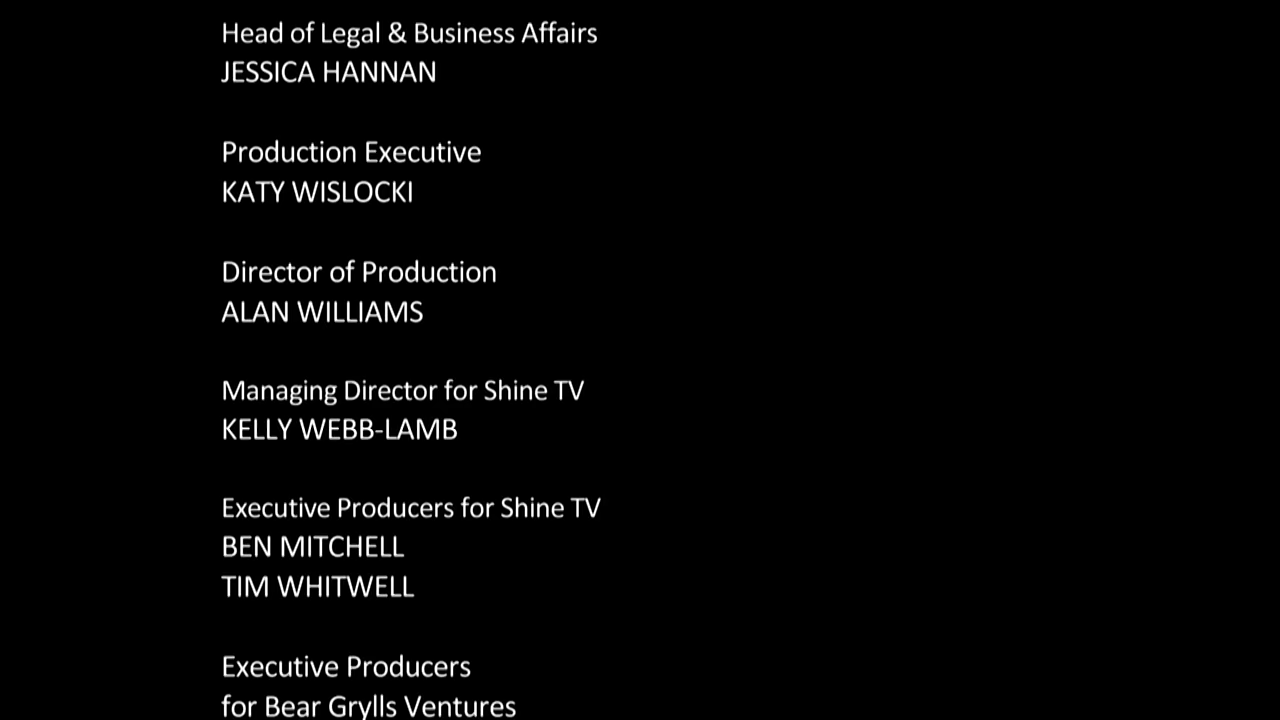 Head of Legal & Business Affairs
JESSICA HANNAN
Production Executive
KATY WISLOCKI
Director of Production
ALAN WILLIAMS
Managing Director for Shine TV
KELLY WEBB-LAMB
Executive Producers for Shine TV
BEN MITCHELL
TIM WHITWELL
Executive Producers
for Bear Grylls Ventures